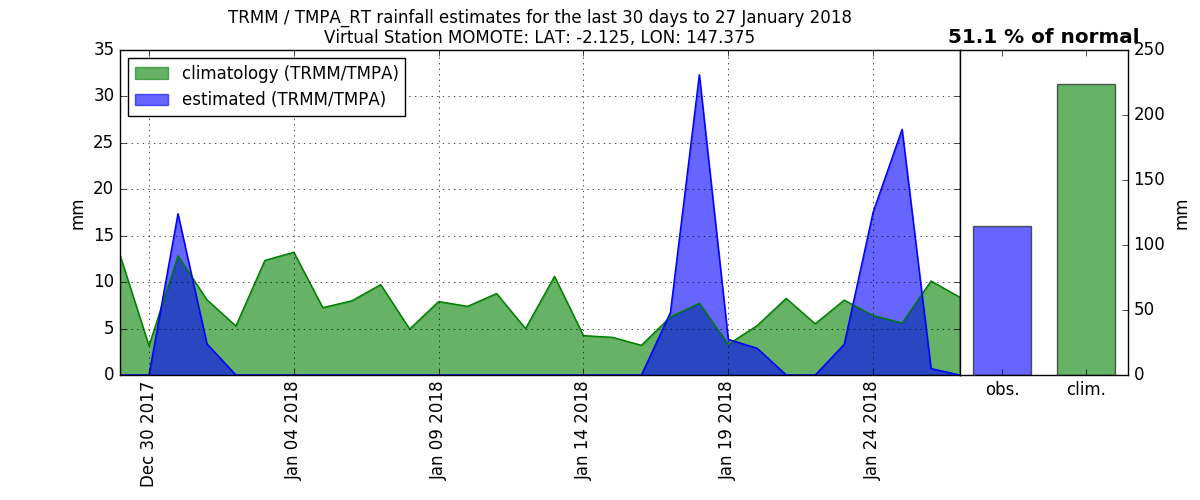 TRMM / TMPA_RT rainfall estimates for the last 30 days to 27 January 2018
Virtual Station MOMOTE: LAT: -2.125, LON: 147.375
51.1 % of normal
climatology (TRMM/TMPA)
estimated (TRMM/TMPA)
35
30
25
20
15
10
5
0
mm
Dec 30 2017
Jan 04 2018
Jan 09 2018
Jan 14 2018
Jan 19 2018
Jan 24 2018
250
200
150
100
50
0
mm
obs.
clim.